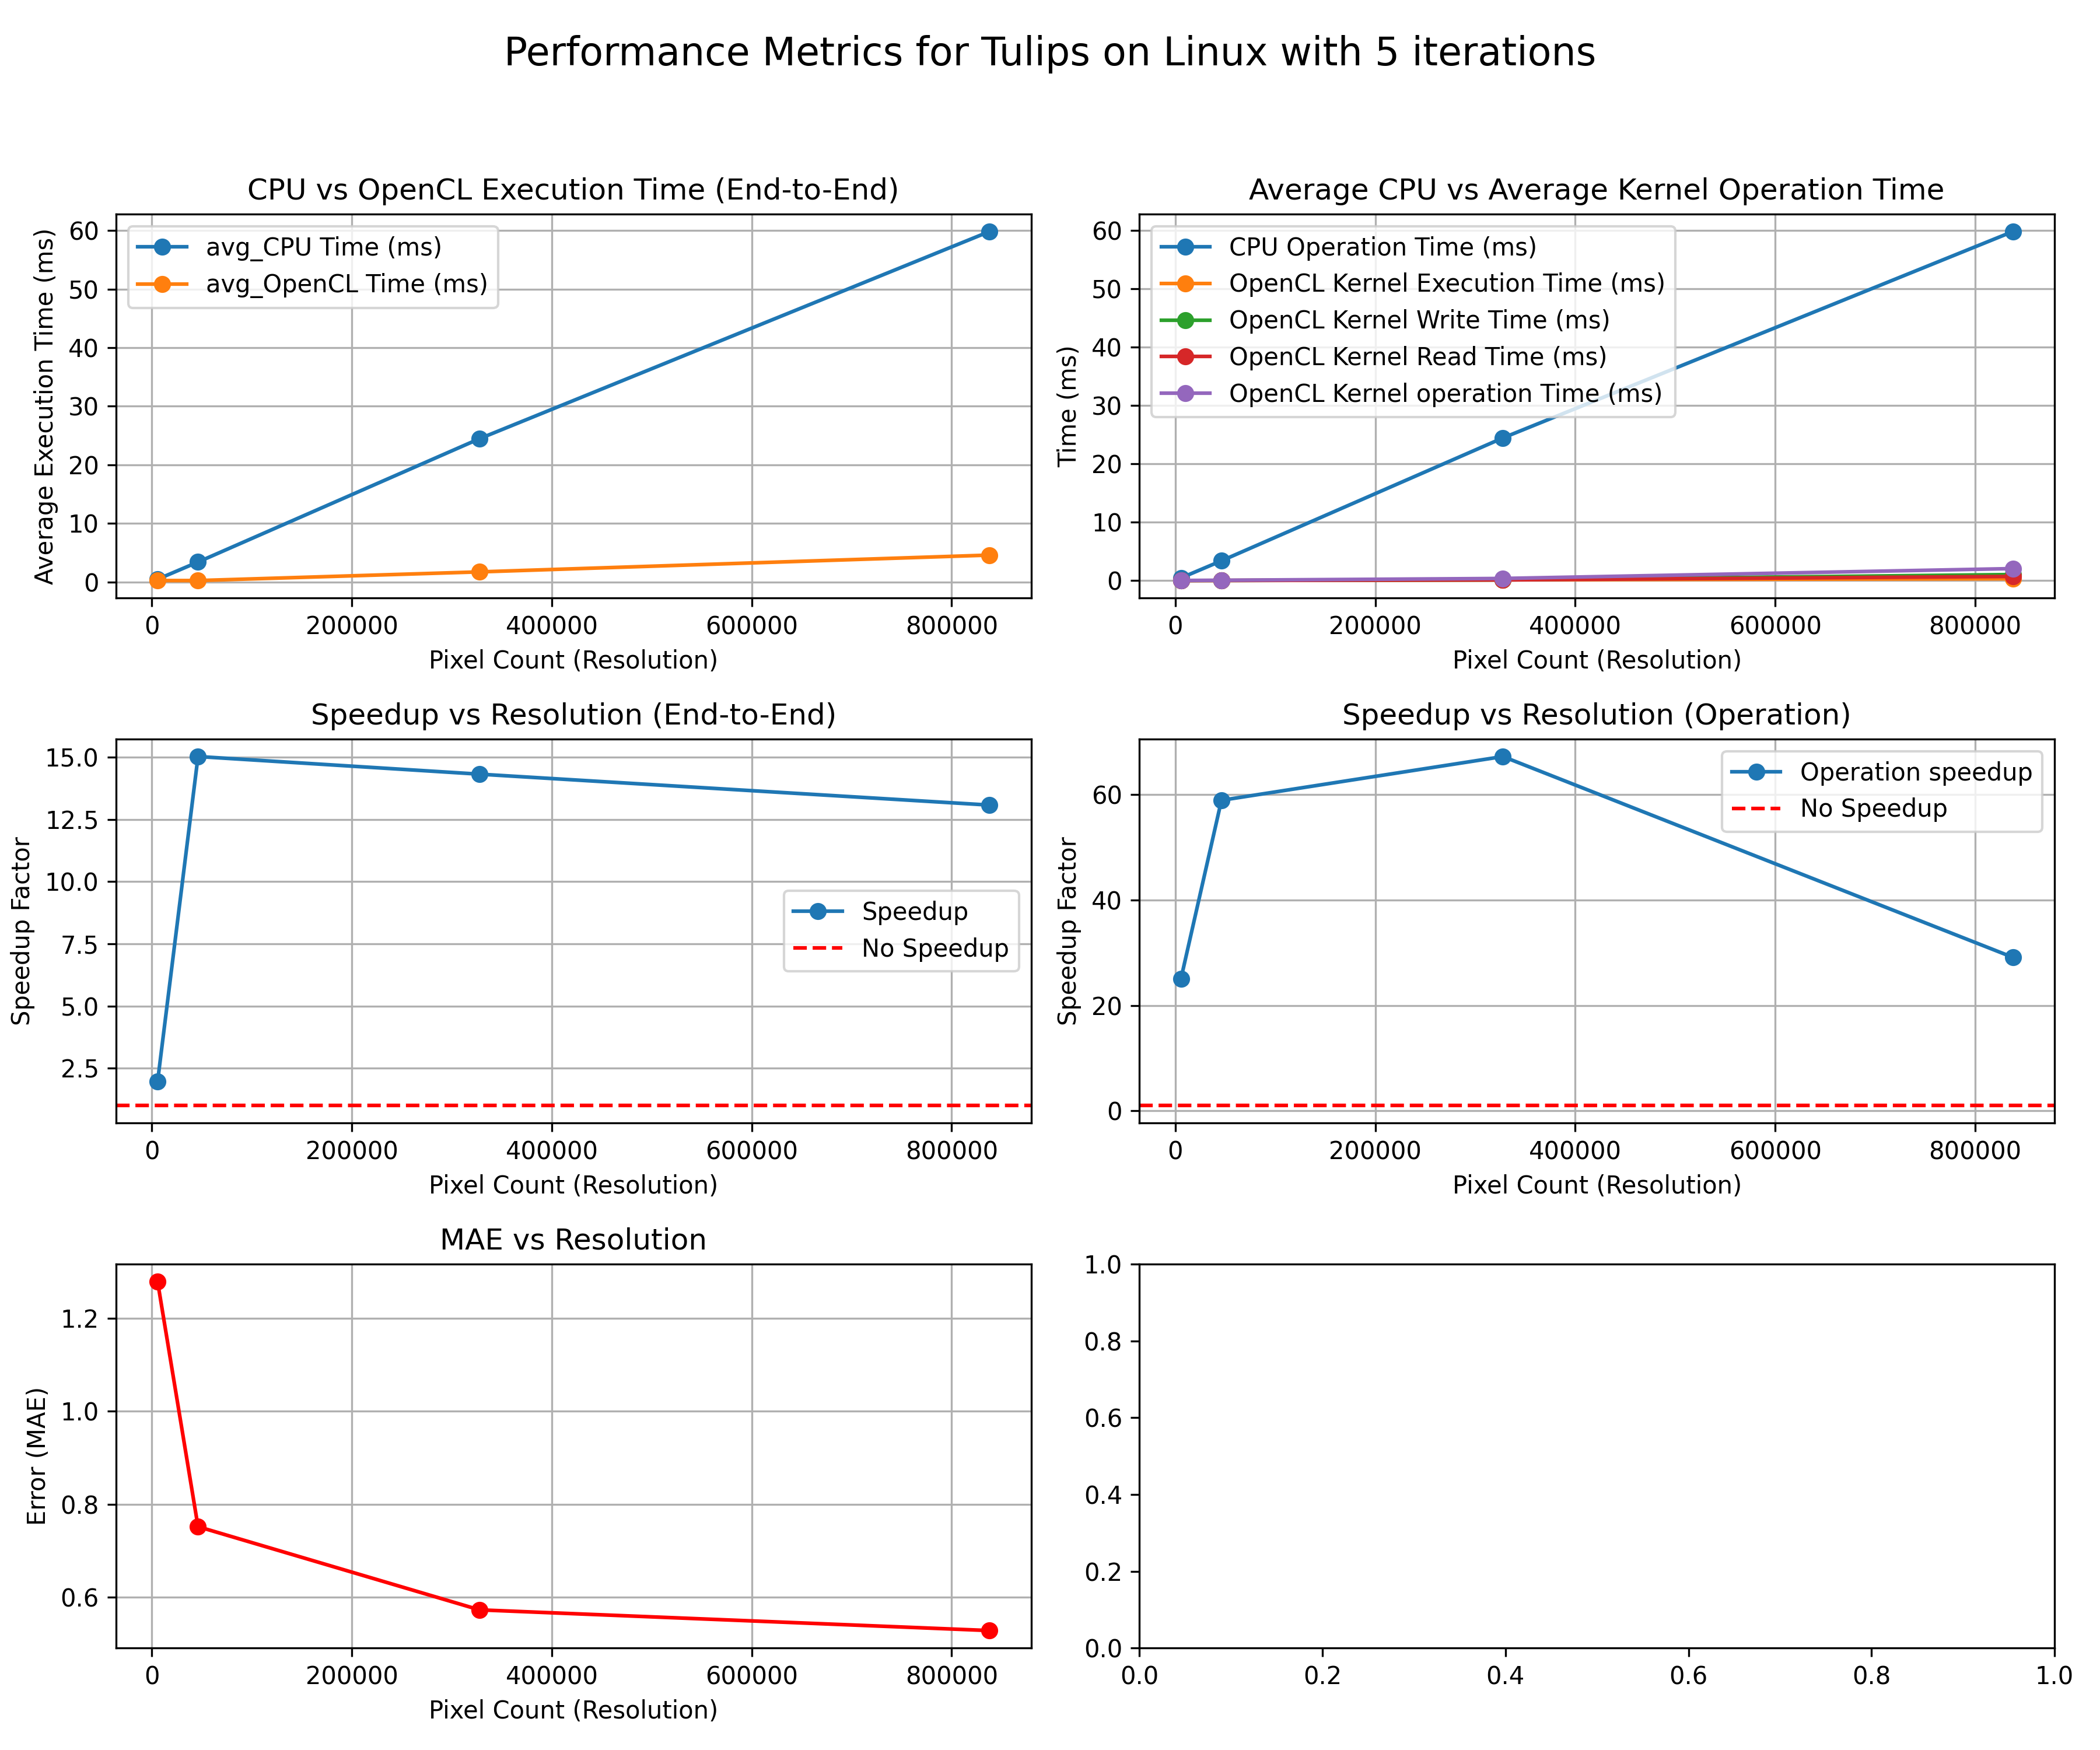 Performance Metrics for Tulips on Linux with 5 iterations
CPU vs OpenCL Execution Time (End-to-End)
Average Execution Time (ms)
60
50
40
30
20
10
0
avg_CPU Time (ms)
avg_OpenCL Time (ms)
0 200000 400000 600000 800000
Pixel Count (Resolution)
Average CPU vs Average Kernel Operation Time
Time (ms)
60
50
40
30
20
10
0
CPU Operation Time (ms)
OpenCL Kernel Execution Time (ms)
OpenCL Kernel Write Time (ms)
OpenCL Kernel Read Time (ms)
OpenCL Kernel operation Time (ms)
0 200000 400000 600000 800000
Pixel Count (Resolution)
Speedup vs Resolution (End-to-End)
Speedup Factor
15.0
12.5
10.0
7.5
5.0
2.5
Speedup
No Speedup
0 200000 400000 600000 800000
Pixel Count (Resolution)
Speedup vs Resolution (Operation)
Speedup Factor
60
40
20
0
Operation speedup
No Speedup
0 200000 400000 600000 800000
Pixel Count (Resolution)
MAE vs Resolution
Error (MAE)
1.2
1.0
0.8
0.6
0 200000 400000 600000 800000
Pixel Count (Resolution)
1.0
0.8
0.6
0.4
0.2
0.0
0.0 0.2 0.4 0.6 0.8 1.0